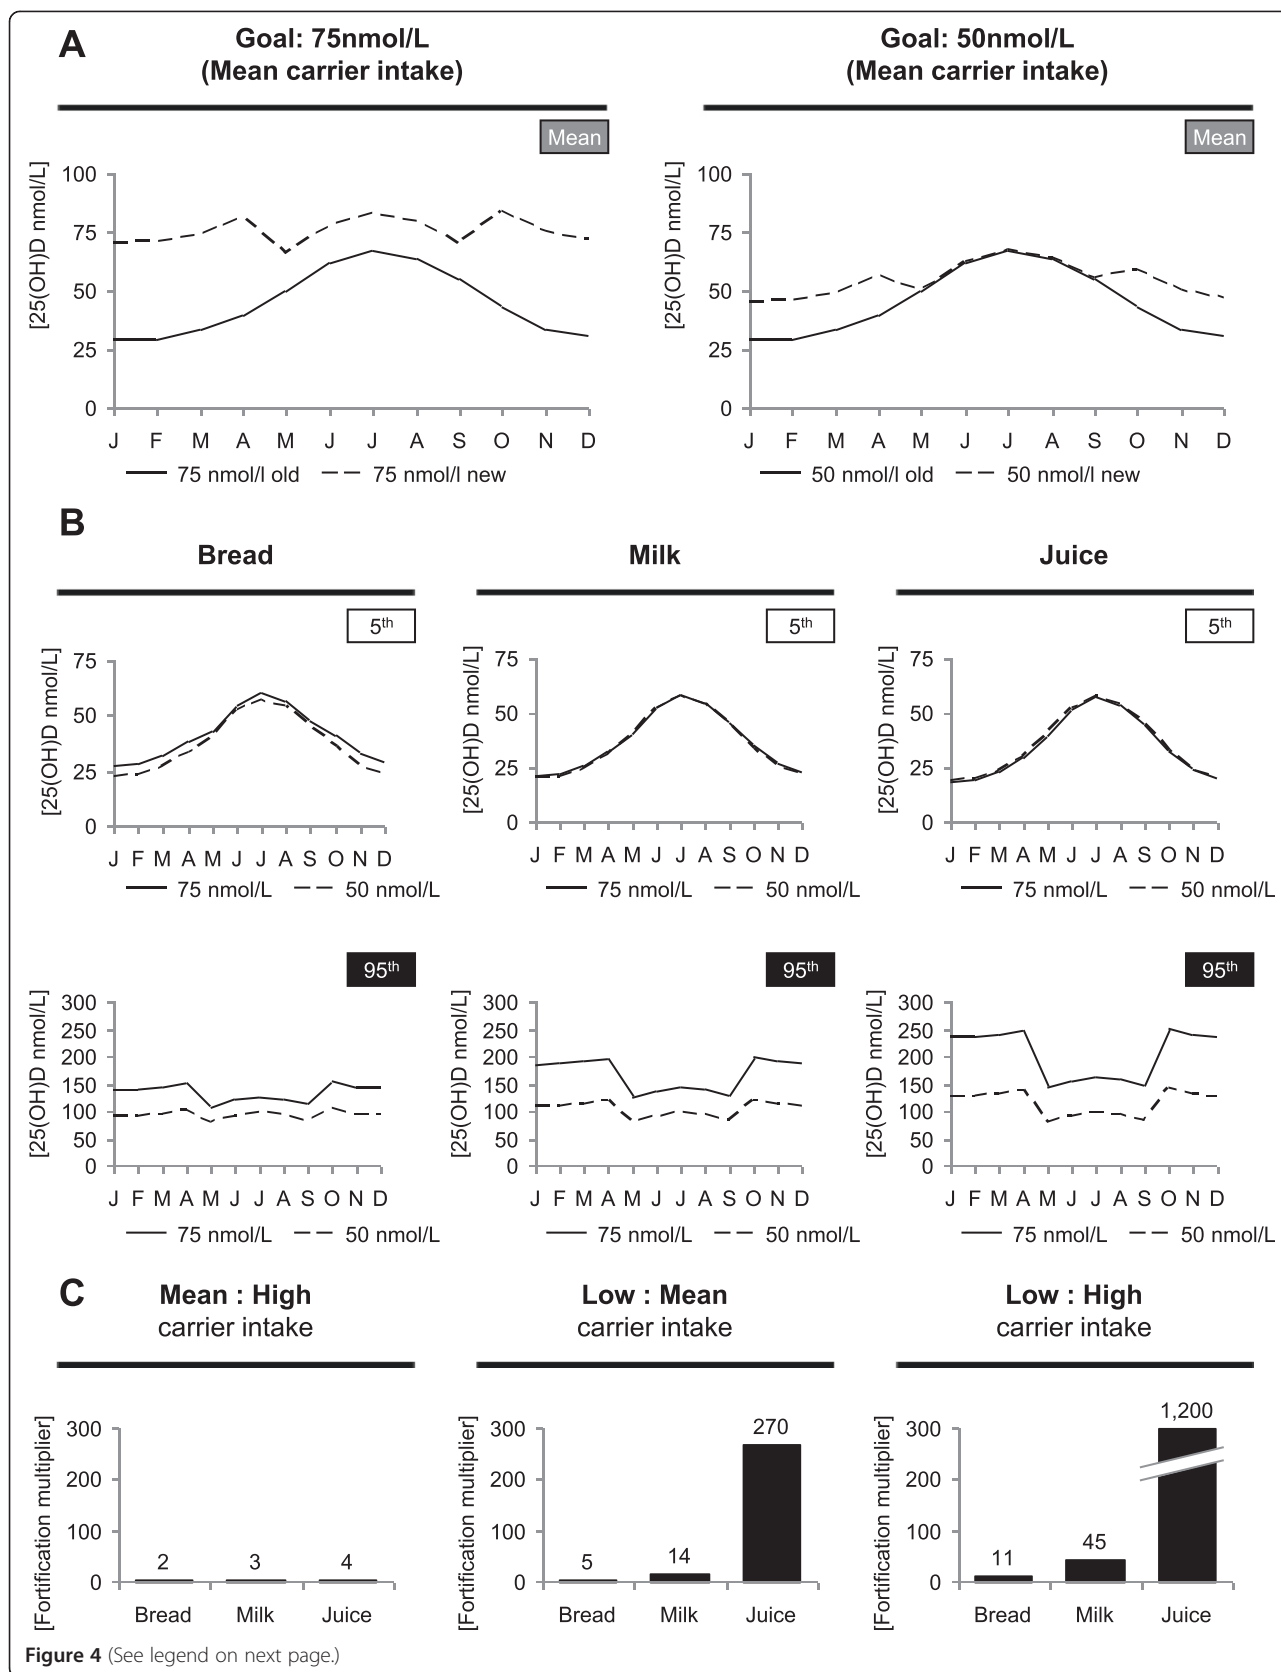 A
Goal: 75nmol/L
(Mean carrier intake)
Mean
[25(OH)D nmol/L]
100
75
50
25
0
J F M A M J J A S O N D
75 nmol/l old 75 nmol/l new
Goal: 50nmol/L
(Mean carrier intake)
Mean
[25(OH)D nmol/L]
100
75
50
25
0
J F M A M J J A S O N D
50 nmol/l old 50 nmol/l new
B
Bread
5th
[25(OH)D nmol/L]
75
50
25
0
J F M A M J J A S O N D
75 nmol/L 50 nmol/L
Milk
5th
[25(OH)D nmol/L]
75
50
25
0
J F M A M J J A S O N D
75 nmol/L 50 nmol/L
Juice
5th
[25(OH)D nmol/L]
75
50
25
0
J F M A M J J A S O N D
75 nmol/L 50 nmol/L
95th
[25(OH)D nmol/L]
300
250
200
150
100
50
0
J F M A M J J A S O N D
75 nmol/L 50 nmol/L
95th
[25(OH)D nmol/L]
300
250
200
150
100
50
0
J F M A M J J A S O N D
75 nmol/L 50 nmol/L
95th
[25(OH)D nmol/L]
300
250
200
150
100
50
0
J F M A M J J A S O N D
75 nmol/L 50 nmol/L
C
Mean : High
carrier intake
[Fortification multiplier]
300
200
100
0
2 3 4
Bread Milk Juice
Low : Mean
carrier intake
[Fortification multiplier]
300
200
100
0
5 14 270
Bread Milk Juice
Low : High
carrier intake
[Fortification multiplier]
300
200
100
0
11 45 1,200
Bread Milk Juice
Figure 4 (See legend on next page.)